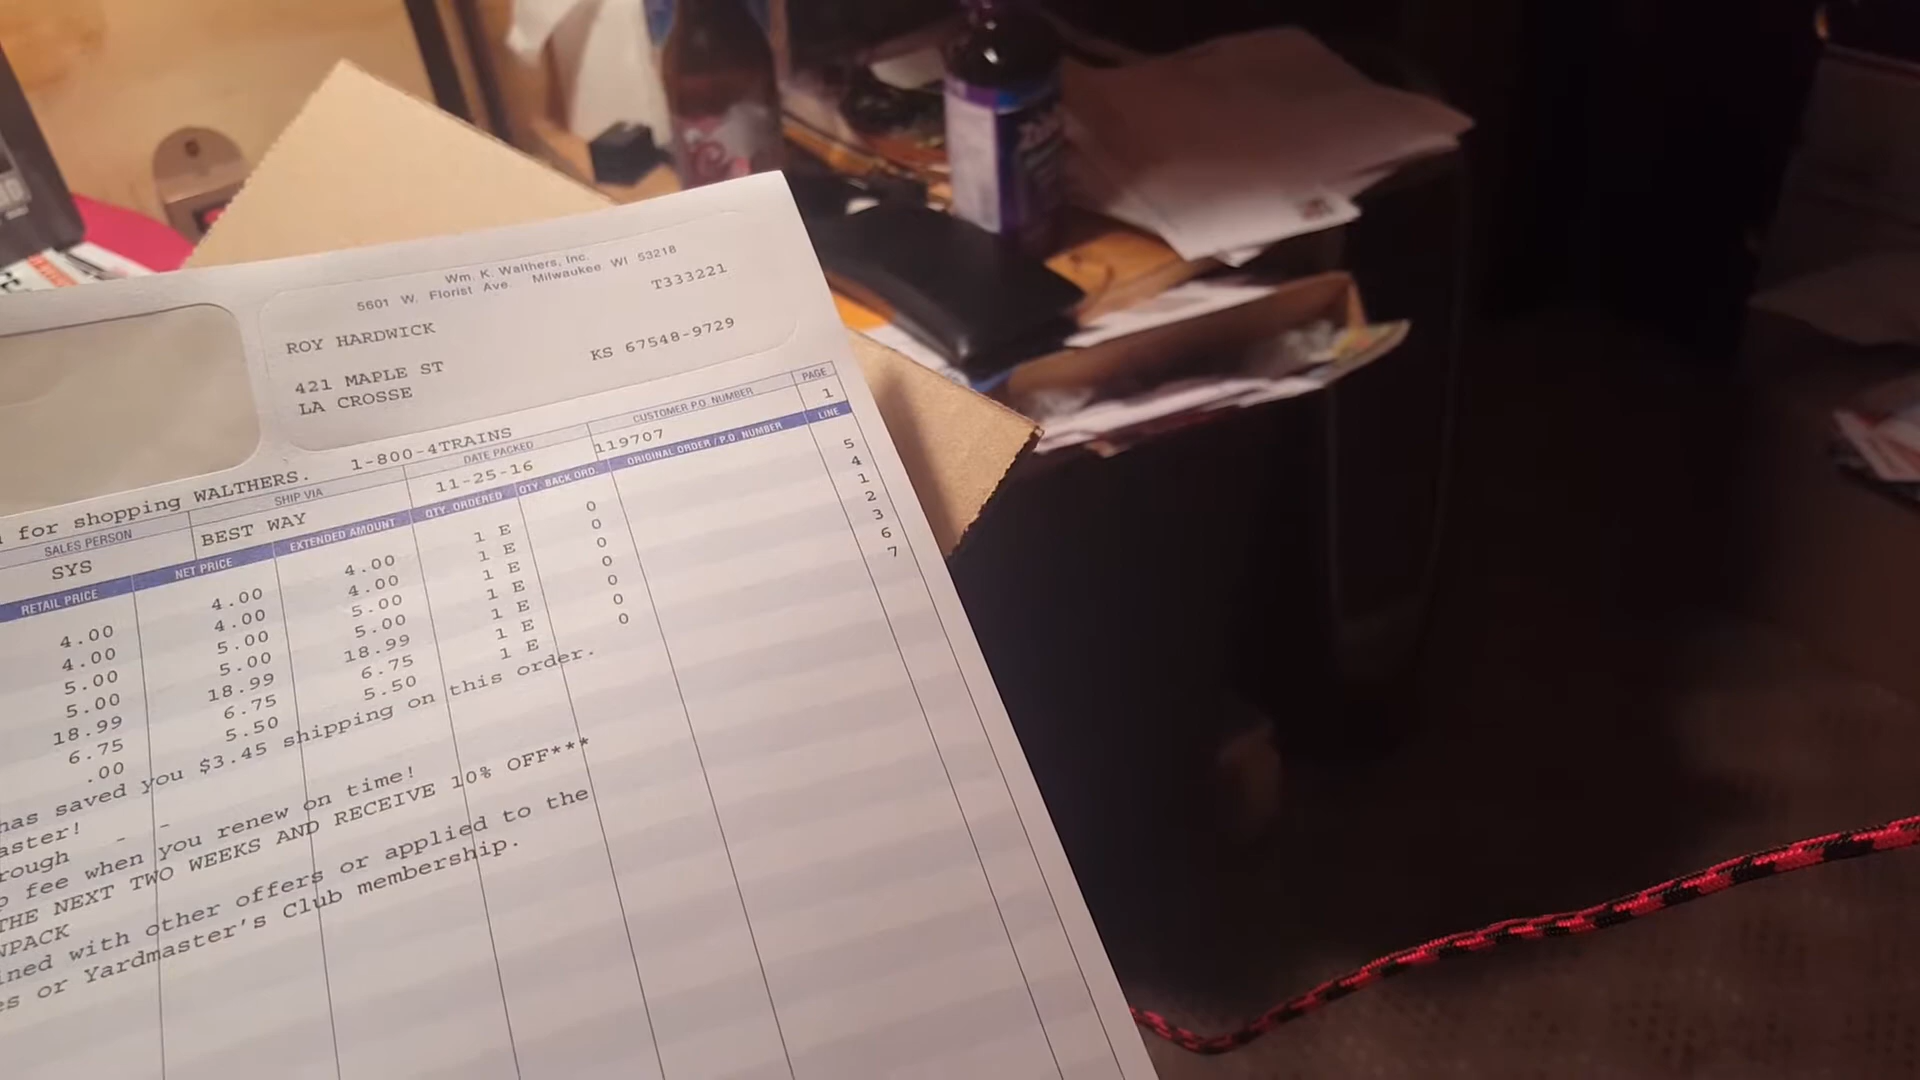 Wm. K. Walthers, Inc.
5601 W. Florist Ave. Milwaukee WI 53218
T333221
ROY HARDWICK
421 MAPLE ST
LA CROSSE KS 67548-9729
for shopping WALTHERS. 1-800-4TRAINS
SALES PERSON SHIP VIA DATE PACKED CUSTOMER P.O. NUMBER PAGE
SYS BEST WAY 11-25-16 119707 1
RETAIL PRICE NET PRICE EXTENDED AMOUNT QTY. ORDERED QTY. BACK ORD. ORIGINAL ORDER / P.O. NUMBER LINE
4.00 4.00 4.00 1 E 0 5
4.00 4.00 4.00 1 E 0 4
5.00 5.00 5.00 1 E 0 1
5.00 5.00 5.00 1 E 0 2
18.99 18.99 18.99 1 E 0 3
6.75 6.75 6.75 1 E 0 6
.00 5.50 5.50 1 E 0 7
has saved you $3.45 shipping on this order.
aster!
rough - -
fee when you renew on time!
THE NEXT TWO WEEKS AND RECEIVE 10% OFF***
WPACK
ined with other offers or applied to the
es or Yardmaster's Club membership.